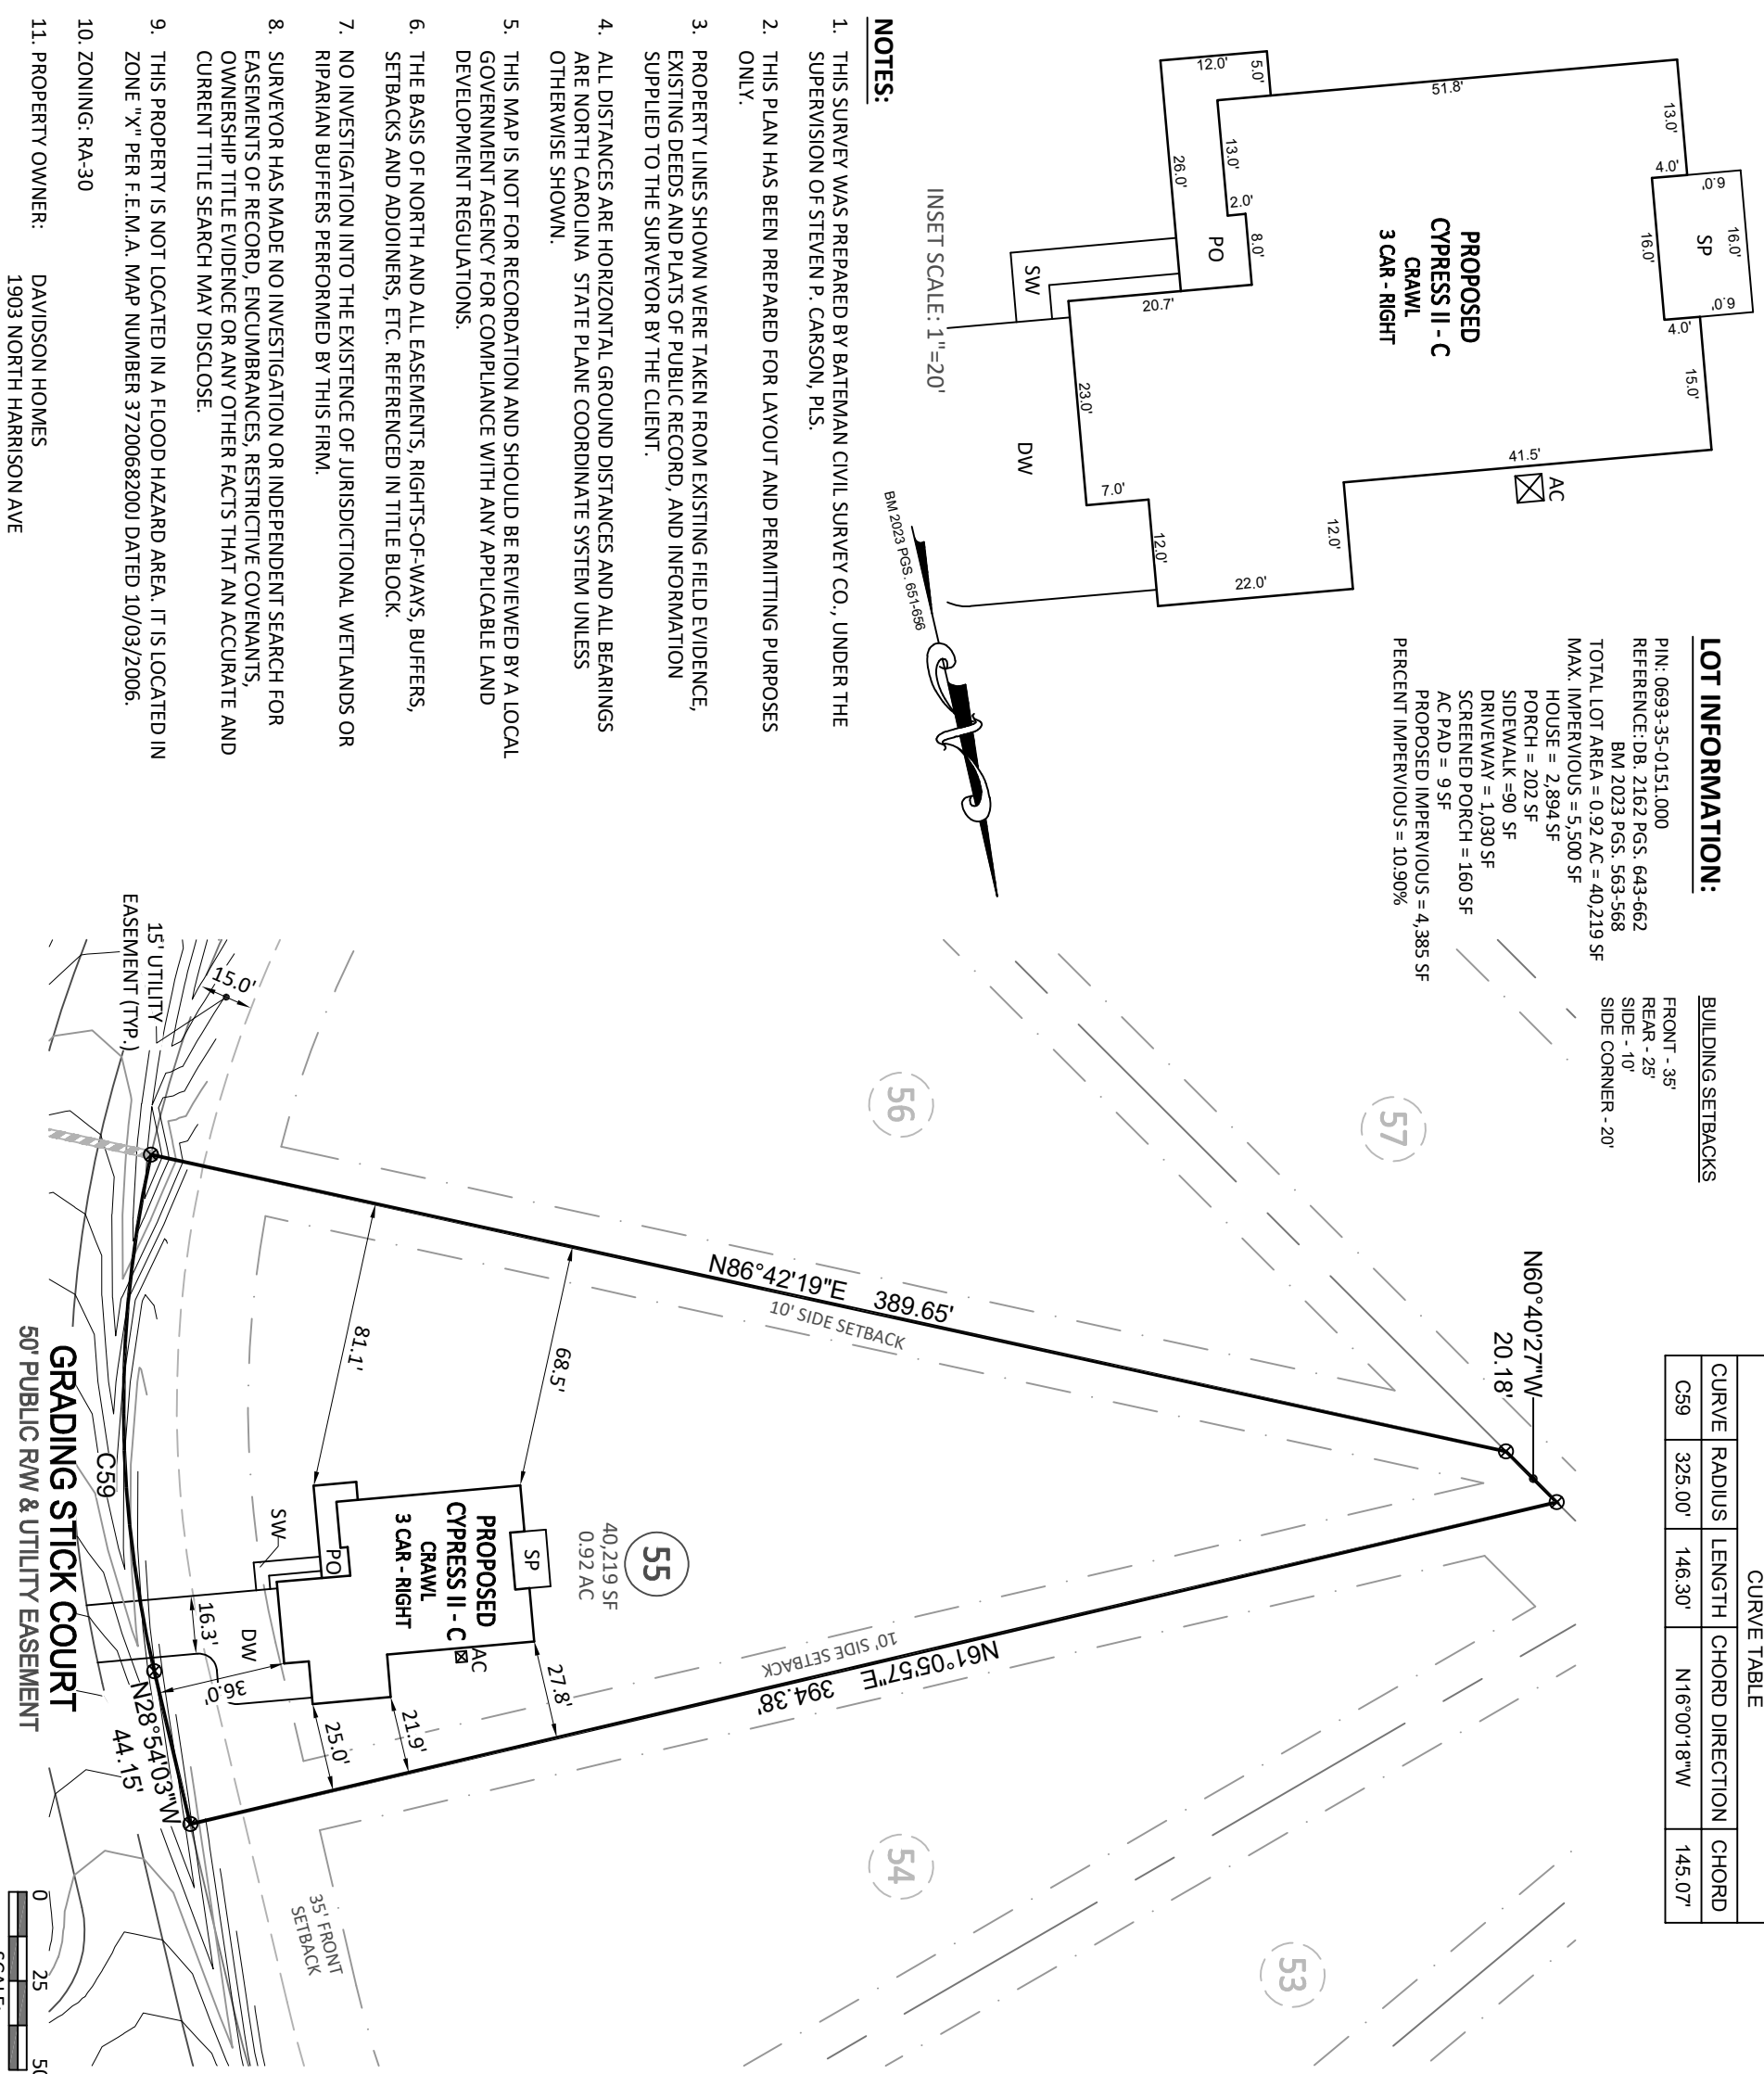 LOT INFORMATION:
PIN: 0693-35-0151.000
REFERENCE: DB. 2162 PGS. 643-662
BM 2023 PGS. 563-568
TOTAL LOT AREA = 0.92 AC = 40,219 SF
MAX. IMPERVIOUS = 5,500 SF
HOUSE = 2,894 SF
PORCH = 202 SF
SIDEWALK =90 SF
DRIVEWAY = 1,030 SF
SCREENED PORCH = 160 SF
AC PAD = 9 SF
PROPOSED IMPERVIOUS = 4,385 SF
PERCENT IMPERVIOUS = 10.90%
BUILDING SETBACKS
FRONT - 35'
REAR - 25'
SIDE - 10'
SIDE CORNER - 20'
CURVE TABLE
CURVE RADIUS LENGTH CHORD DIRECTION CHORD
C59 325.00' 146.30' N16°00'18"W 145.07'
6.0'
16.0'
6.0'
SP
13.0'
4.0'
16.0'
4.0'
15.0'
51.8'
PROPOSED
CYPRESS II - C
CRAWL
3 CAR - RIGHT
41.5'
AC
5.0'
12.0'
13.0'
2.0'
8.0'
26.0'
PO
20.7'
12.0'
22.0'
SW
23.0'
7.0'
12.0'
DW
INSET SCALE: 1"=20'
BM 2023 PGS. 651-656
NOTES:
1. THIS SURVEY WAS PREPARED BY BATEMAN CIVIL SURVEY CO., UNDER THE
SUPERVISION OF STEVEN P. CARSON, PLS.
2. THIS PLAN HAS BEEN PREPARED FOR LAYOUT AND PERMITTING PURPOSES
ONLY.
3. PROPERTY LINES SHOWN WERE TAKEN FROM EXISTING FIELD EVIDENCE,
EXISTING DEEDS AND PLATS OF PUBLIC RECORD, AND INFORMATION
SUPPLIED TO THE SURVEYOR BY THE CLIENT.
4. ALL DISTANCES ARE HORIZONTAL GROUND DISTANCES AND ALL BEARINGS
ARE NORTH CAROLINA STATE PLANE COORDINATE SYSTEM UNLESS
OTHERWISE SHOWN.
5. THIS MAP IS NOT FOR RECORDATION AND SHOULD BE REVIEWED BY A LOCAL
GOVERNMENT AGENCY FOR COMPLIANCE WITH ANY APPLICABLE LAND
DEVELOPMENT REGULATIONS.
6. THE BASIS OF NORTH AND ALL EASEMENTS, RIGHTS-OF-WAYS, BUFFERS,
SETBACKS AND ADJOINERS, ETC. REFERENCED IN TITLE BLOCK.
7. NO INVESTIGATION INTO THE EXISTENCE OF JURISDICTIONAL WETLANDS OR
RIPARIAN BUFFERS PERFORMED BY THIS FIRM.
8. SURVEYOR HAS MADE NO INVESTIGATION OR INDEPENDENT SEARCH FOR
EASEMENTS OF RECORD, ENCUMBRANCES, RESTRICTIVE COVENANTS,
OWNERSHIP TITLE EVIDENCE OR ANY OTHER FACTS THAT AN ACCURATE AND
CURRENT TITLE SEARCH MAY DISCLOSE.
9. THIS PROPERTY IS NOT LOCATED IN A FLOOD HAZARD AREA. IT IS LOCATED IN
ZONE "X" PER F.E.M.A. MAP NUMBER 3720068200J DATED 10/03/2006.
10. ZONING: RA-30
11. PROPERTY OWNER: DAVIDSON HOMES
1903 NORTH HARRISON AVE
57
56
54
53
N60°40'27"W
20.18'
N86°42'19"E 389.65'
10' SIDE SETBACK
N61°05'57"E 394.38'
10' SIDE SETBACK
55
40,219 SF
0.92 AC
68.5'
81.1'
SP
PROPOSED
CYPRESS II - C
CRAWL
3 CAR - RIGHT
AC
PO
SW
DW
27.8'
21.9'
25.0'
16.3'
36.0'
15.0'
15' UTILITY
EASEMENT (TYP.)
C59
N28°54'03"W
44.15'
35' FRONT
SETBACK
GRADING STICK COURT
50' PUBLIC R/W & UTILITY EASEMENT
0 25